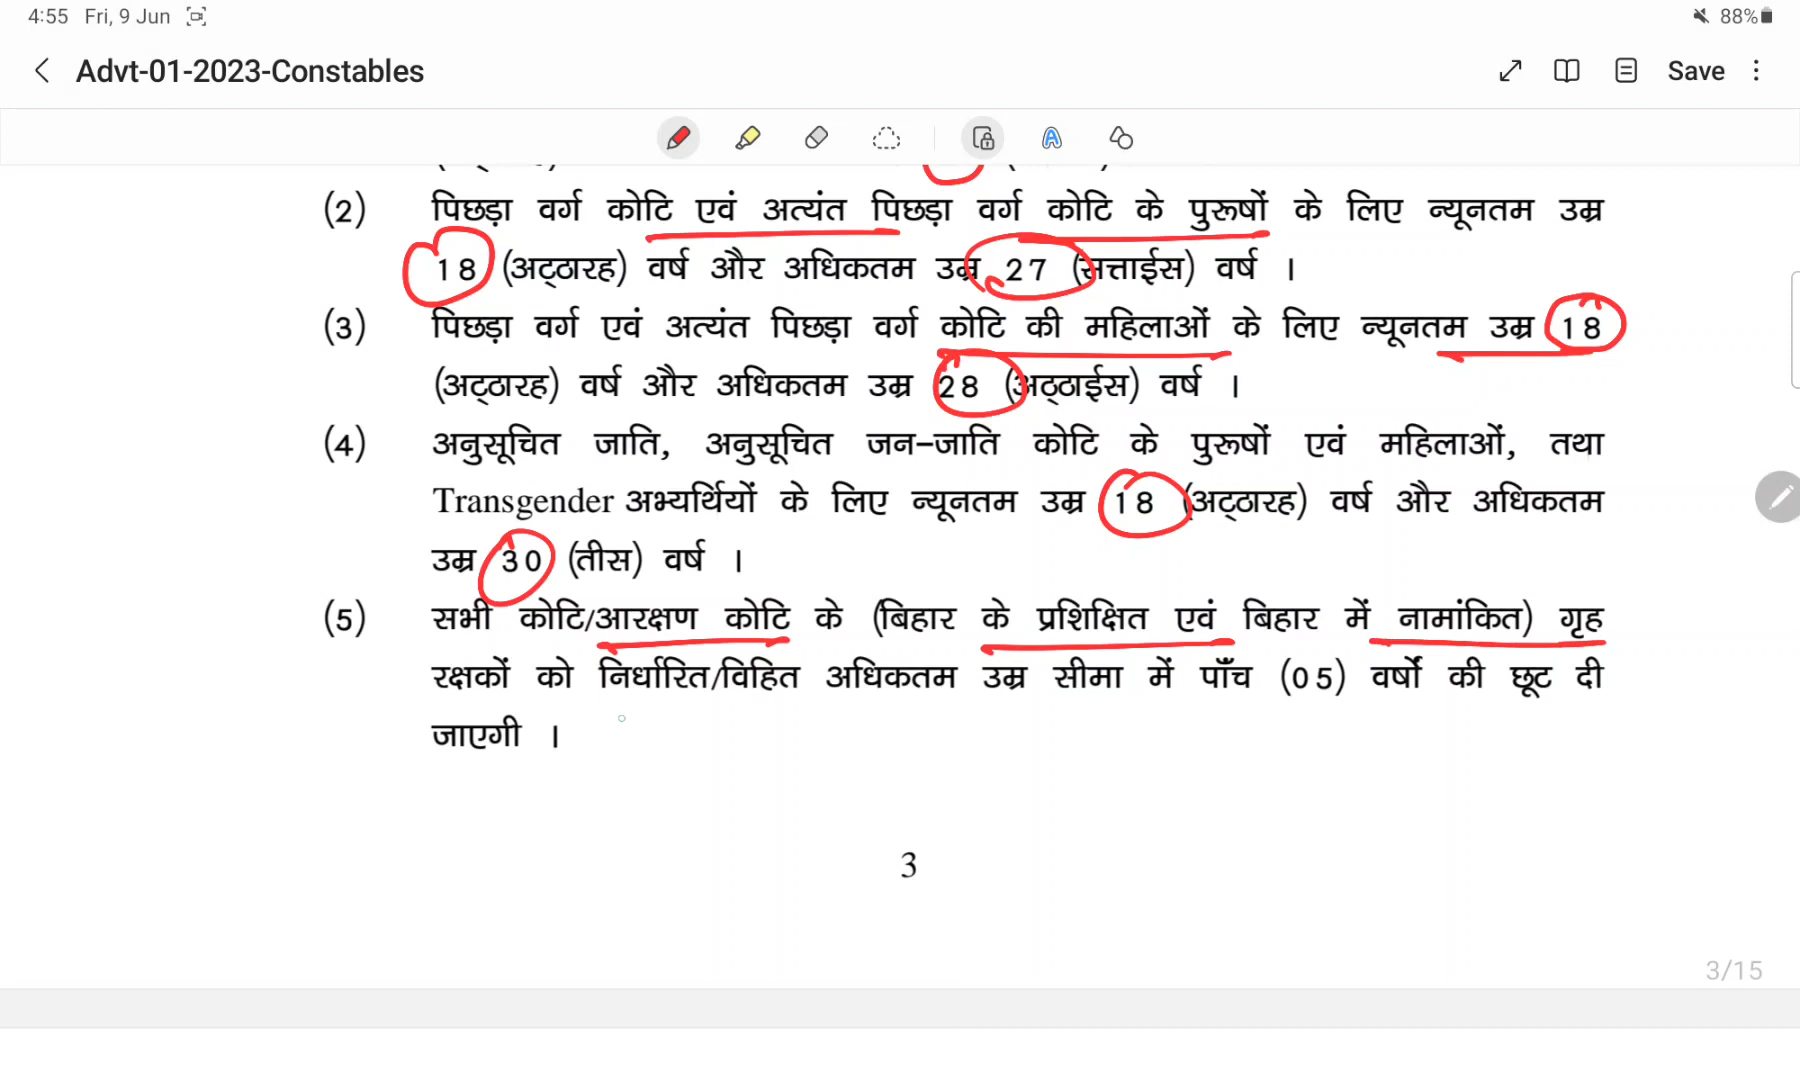 4:55 Fri, 9 Jun 88%
Advt-01-2023-Constables Save
(2) पिछड़ा वर्ग कोटि एवं अत्यंत पिछड़ा वर्ग कोटि के पुरूषों के लिए न्यूनतम उम्र
18 (अट्ठारह) वर्ष और अधिकतम उम्र 27 (सत्ताईस) वर्ष ।
(3) पिछड़ा वर्ग एवं अत्यंत पिछड़ा वर्ग कोटि की महिलाओं के लिए न्यूनतम उम्र 18
(अट्ठारह) वर्ष और अधिकतम उम्र 28 (अठ्ठाईस) वर्ष ।
(4) अनुसूचित जाति, अनुसूचित जन-जाति कोटि के पुरूषों एवं महिलाओं, तथा
Transgender अभ्यर्थियों के लिए न्यूनतम उम्र 18 (अट्ठारह) वर्ष और अधिकतम
उम्र 30 (तीस) वर्ष ।
(5) सभी कोटि/आरक्षण कोटि के (बिहार के प्रशिक्षित एवं बिहार में नामांकित) गृह
रक्षकों को निर्धारित/विहित अधिकतम उम्र सीमा में पाँच (05) वर्षों की छूट दी
जाएगी ।
3
3/15